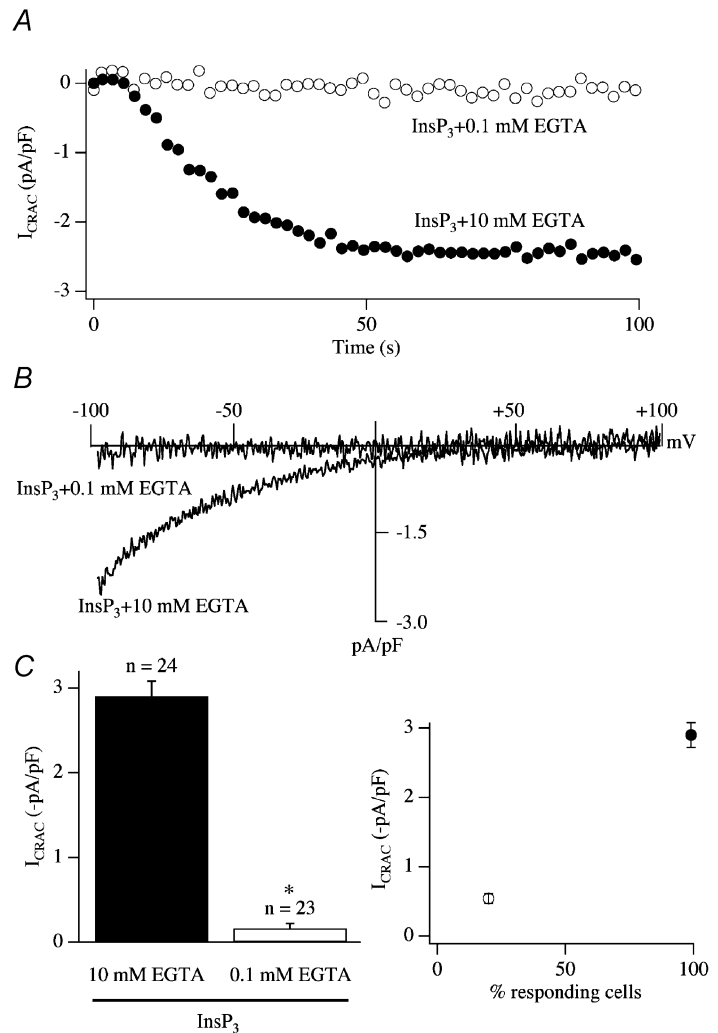 A
0
-1
-2
-3
I_CRAC (pA/pF)
InsP₃+0.1 mM EGTA
InsP₃+10 mM EGTA
0
50
100
Time (s)
B
-100
-50
+50
+100
mV
InsP₃+0.1 mM EGTA
-1.5
InsP₃+10 mM EGTA
-3.0
pA/pF
C
n = 24
3
2
1
0
I_CRAC (-pA/pF)
*
n = 23
10 mM EGTA
0.1 mM EGTA
InsP₃
3
2
1
0
I_CRAC (-pA/pF)
0
50
100
% responding cells